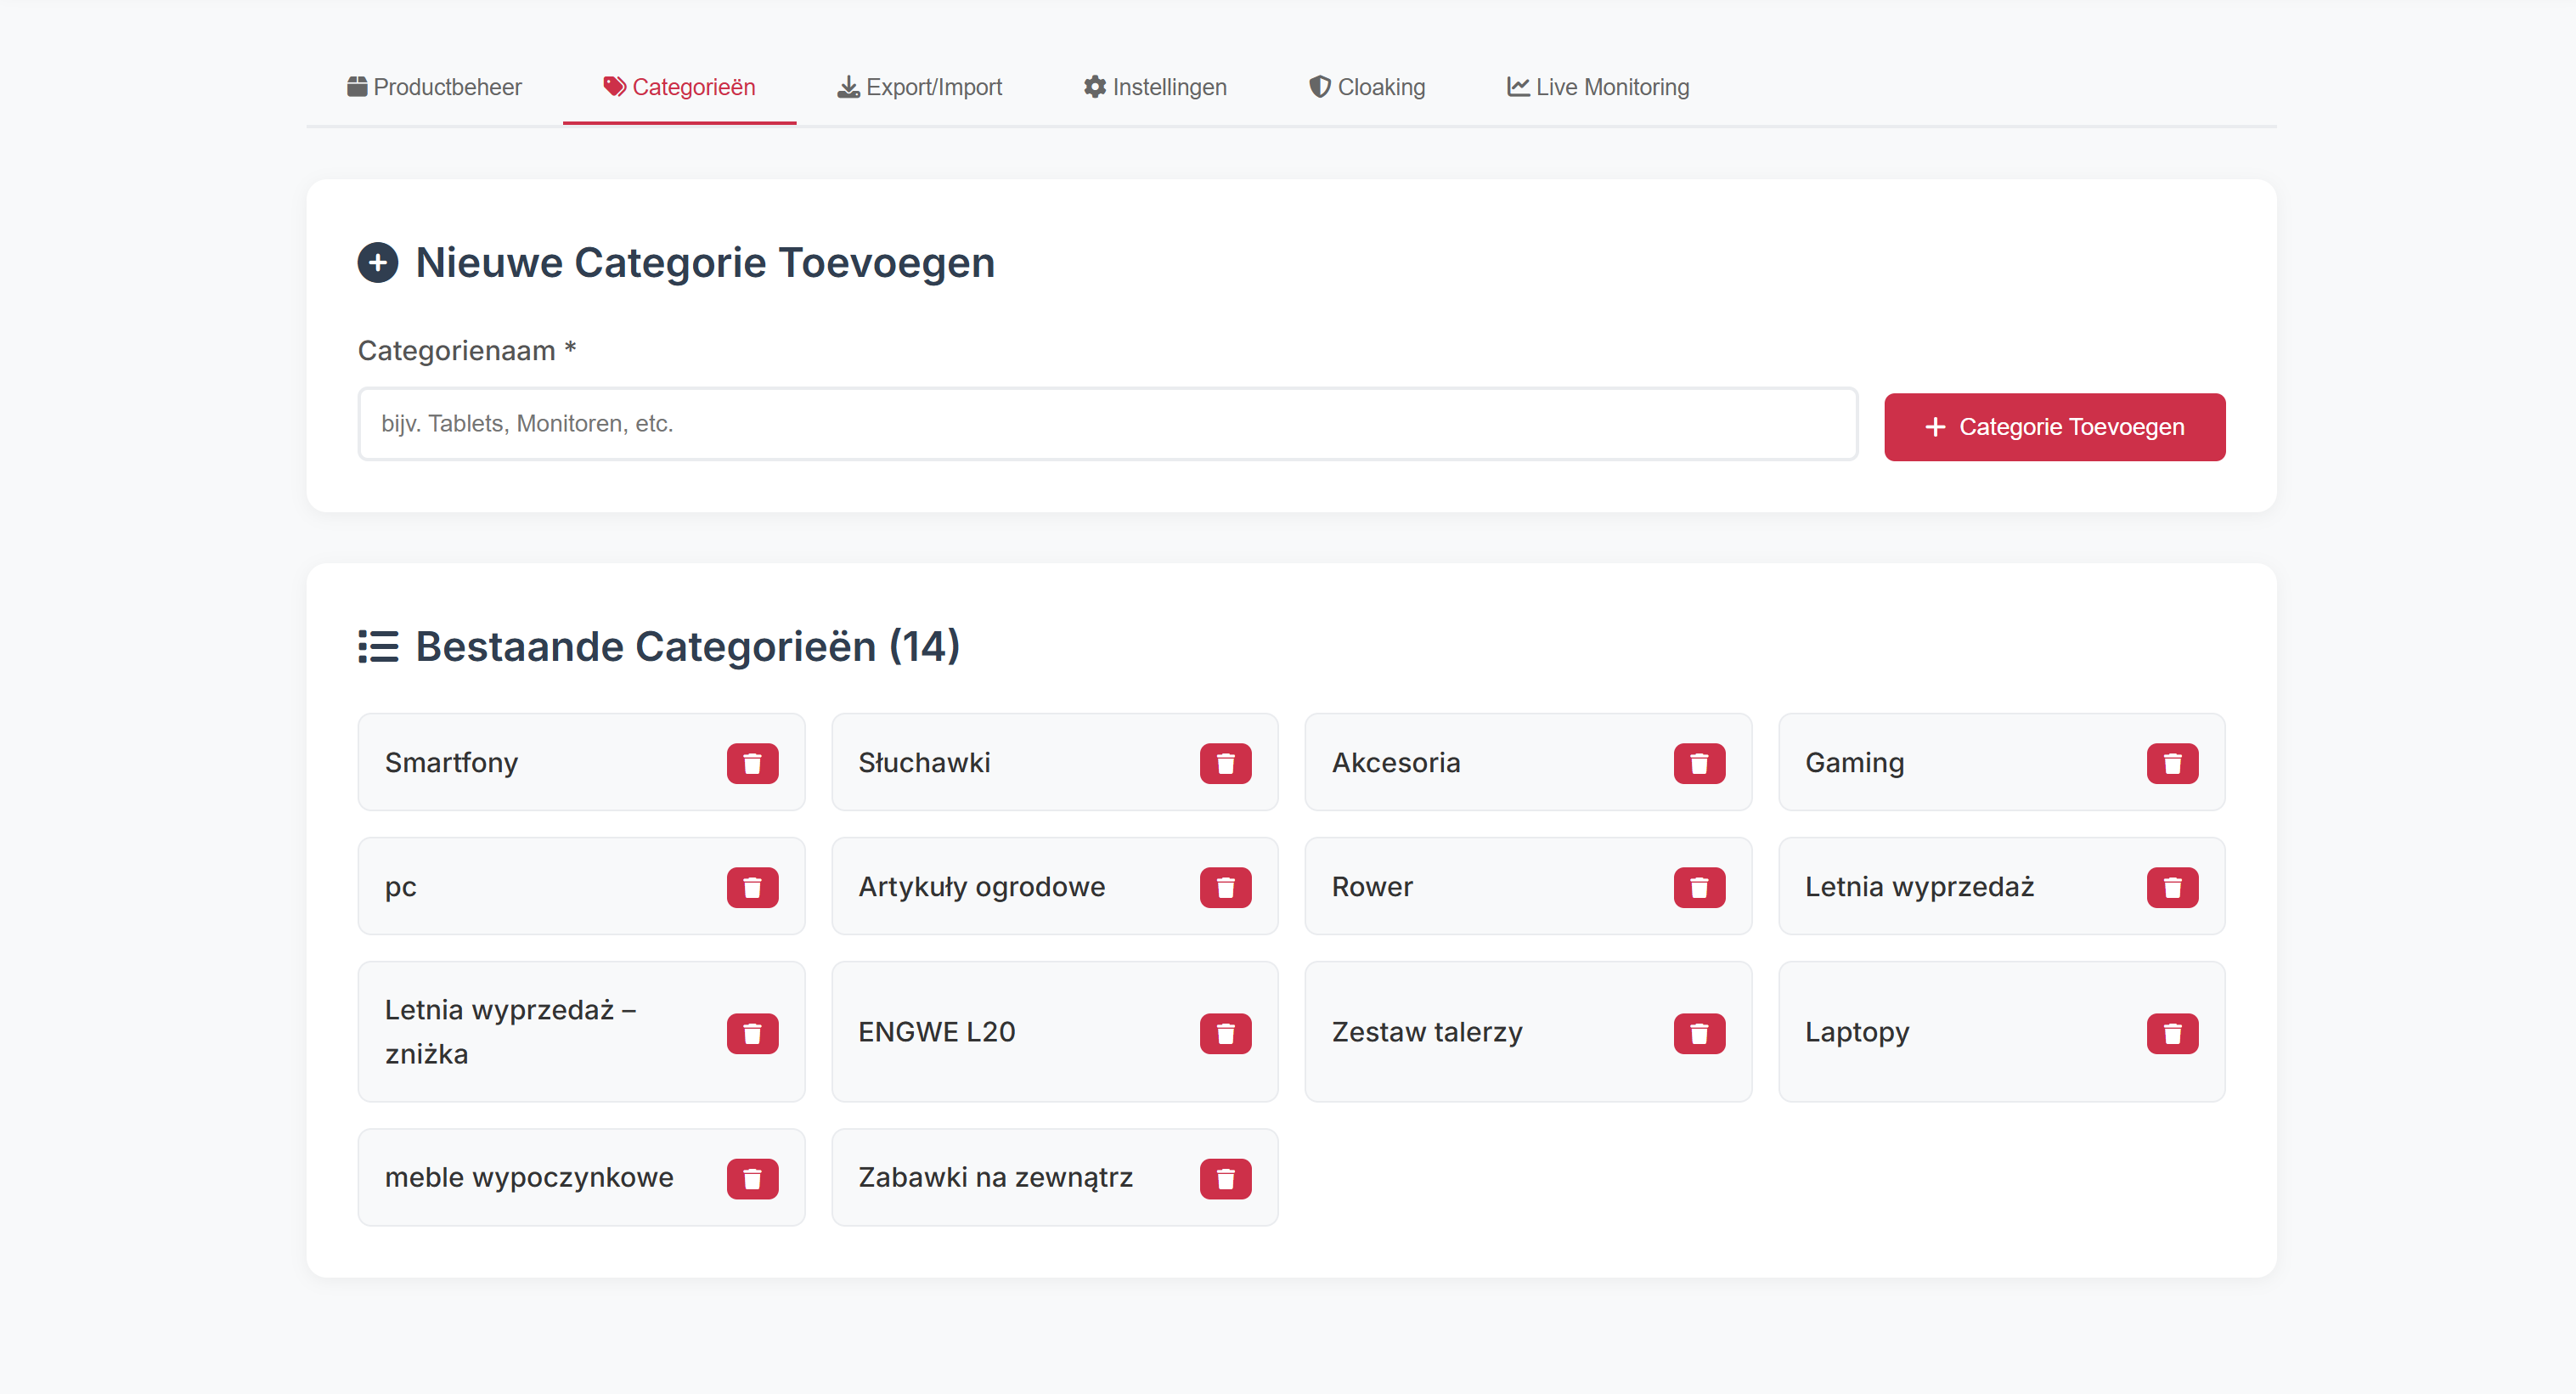 Productbeheer Categorieën Export/Import Instellingen Cloaking Live Monitoring
Nieuwe Categorie Toevoegen
Categorienaam *
bijv. Tablets, Monitoren, etc.
Categorie Toevoegen
Bestaande Categorieën (14)
Smartfony
Słuchawki
Akcesoria
Gaming
pc
Artykuły ogrodowe
Rower
Letnia wyprzedaż
Letnia wyprzedaż –
zniżka
ENGWE L20
Zestaw talerzy
Laptopy
meble wypoczynkowe
Zabawki na zewnątrz